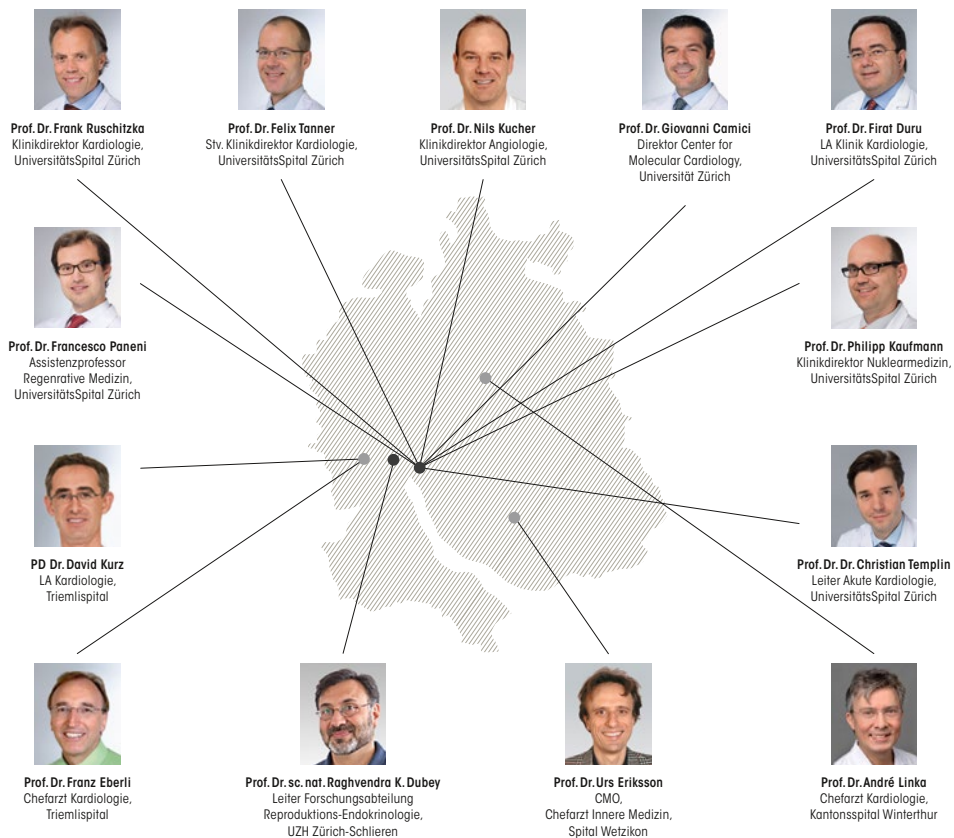 Prof. Dr. Frank Ruschitzka
Klinikdirektor Kardiologie,
UniversitätsSpital Zürich
Prof. Dr. Felix Tanner
Stv. Klinikdirektor Kardiologie,
UniversitätsSpital Zürich
Prof. Dr. Nils Kucher
Klinikdirektor Angiologie,
UniversitätsSpital Zürich
Prof. Dr. Giovanni Camici
Direktor Center for
Molecular Cardiology,
Universität Zürich
Prof. Dr. Firat Duru
LA Klinik Kardiologie,
UniversitätsSpital Zürich
Prof. Dr. Francesco Paneni
Assistenzprofessor
Regenrative Medizin,
UniversitätsSpital Zürich
Prof. Dr. Philipp Kaufmann
Klinikdirektor Nuklearmedizin,
UniversitätsSpital Zürich
PD Dr. David Kurz
LA Kardiologie,
Triemlispital
Prof. Dr. Dr. Christian Templin
Leiter Akute Kardiologie,
UniversitätsSpital Zürich
Prof. Dr. Franz Eberli
Chefarzt Kardiologie,
Triemlispital
Prof. Dr. sc. nat. Raghvendra K. Dubey
Leiter Forschungsabteilung
Reproduktions-Endokrinologie,
UZH Zürich-Schlieren
Prof. Dr. Urs Eriksson
CMO,
Chefarzt Innere Medizin,
Spital Wetzikon
Prof. Dr. André Linka
Chefarzt Kardiologie,
Kantonsspital Winterthur